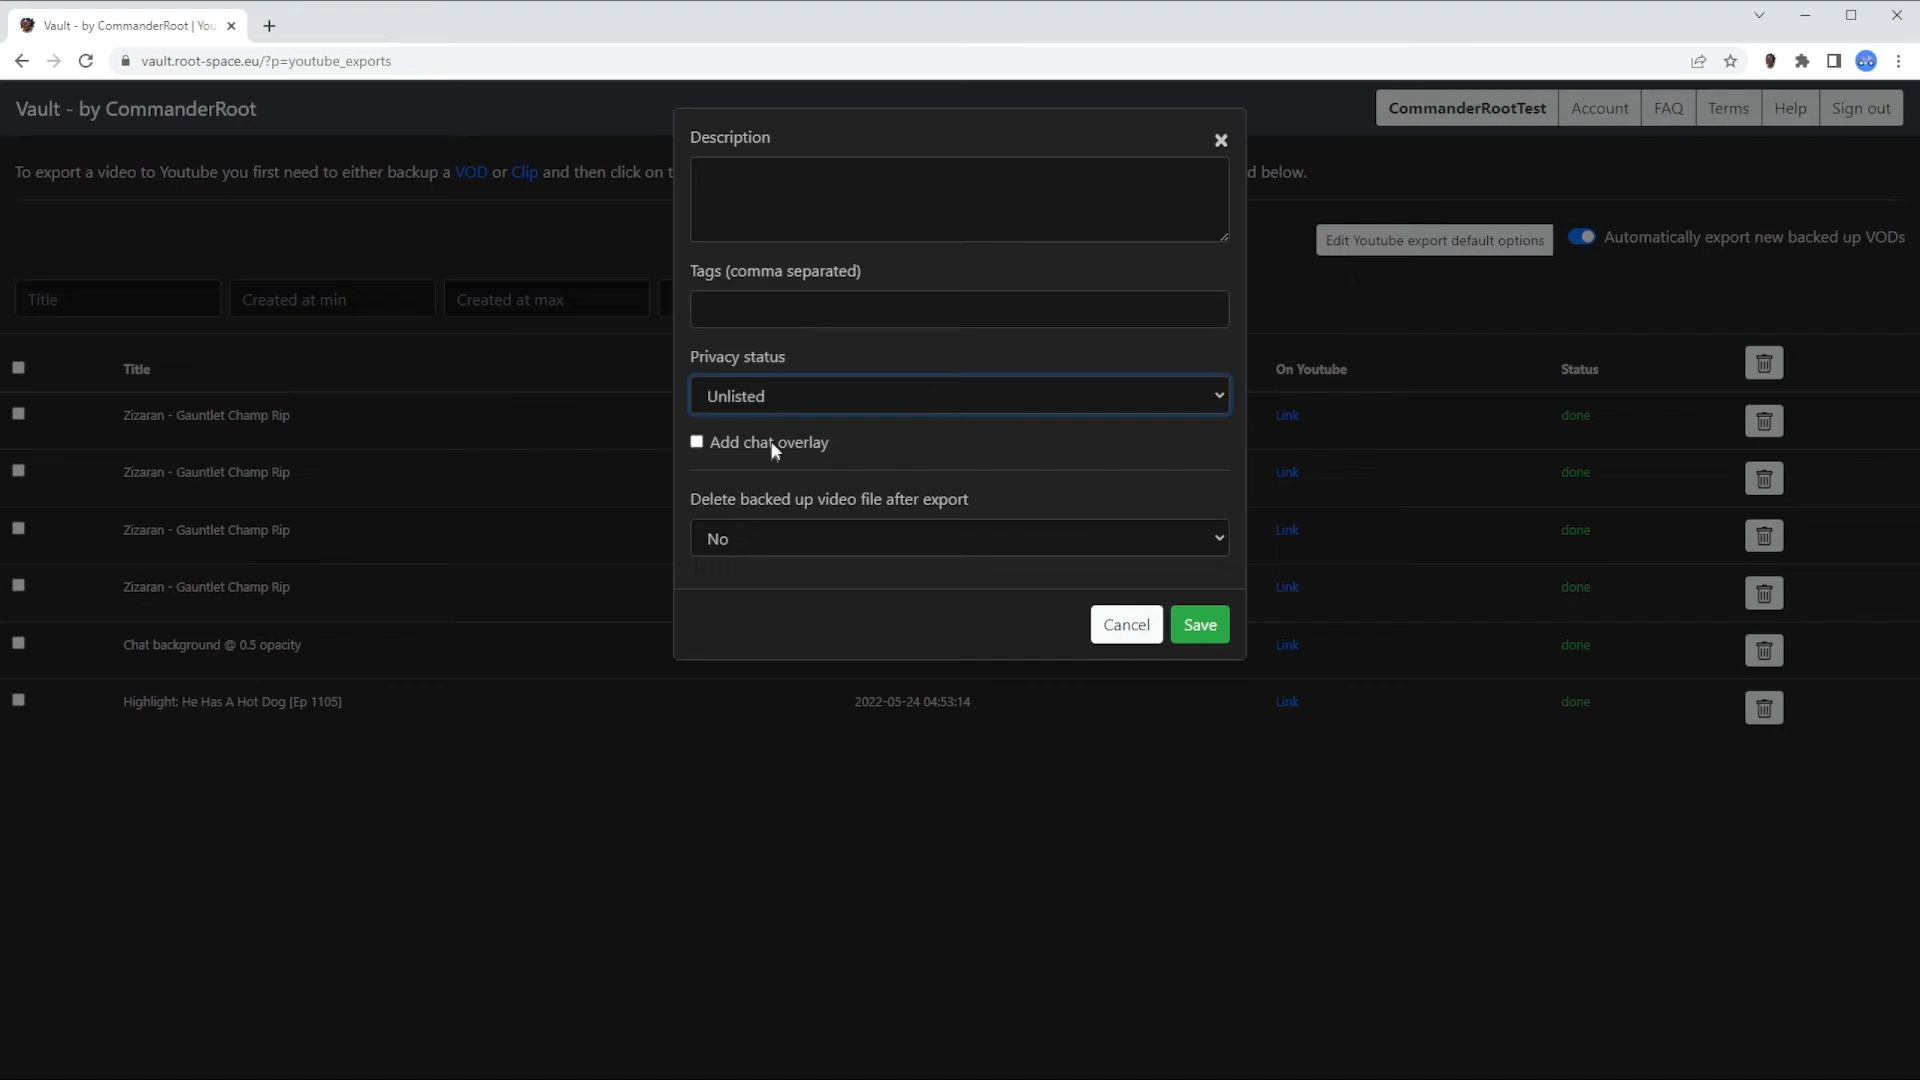 Vault - by CommanderRoot | You
vault.root-space.eu/?p=youtube_exports
Vault - by CommanderRoot
CommanderRootTest Account FAQ Terms Help Sign out
To export a video to Youtube you first need to either backup a VOD or Clip and then click on t
d below.
Edit Youtube export default options
Automatically export new backed up VODs
Title
Created at min
Created at max
Title On Youtube Status
Zizaran - Gauntlet Champ Rip Link done
Zizaran - Gauntlet Champ Rip Link done
Zizaran - Gauntlet Champ Rip Link done
Zizaran - Gauntlet Champ Rip Link done
Chat background @ 0.5 opacity Link done
Highlight: He Has A Hot Dog [Ep 1105] 2022-05-24 04:53:14 Link done
Description
Tags (comma separated)
Privacy status
Unlisted
Add chat overlay
Delete backed up video file after export
No
Cancel Save